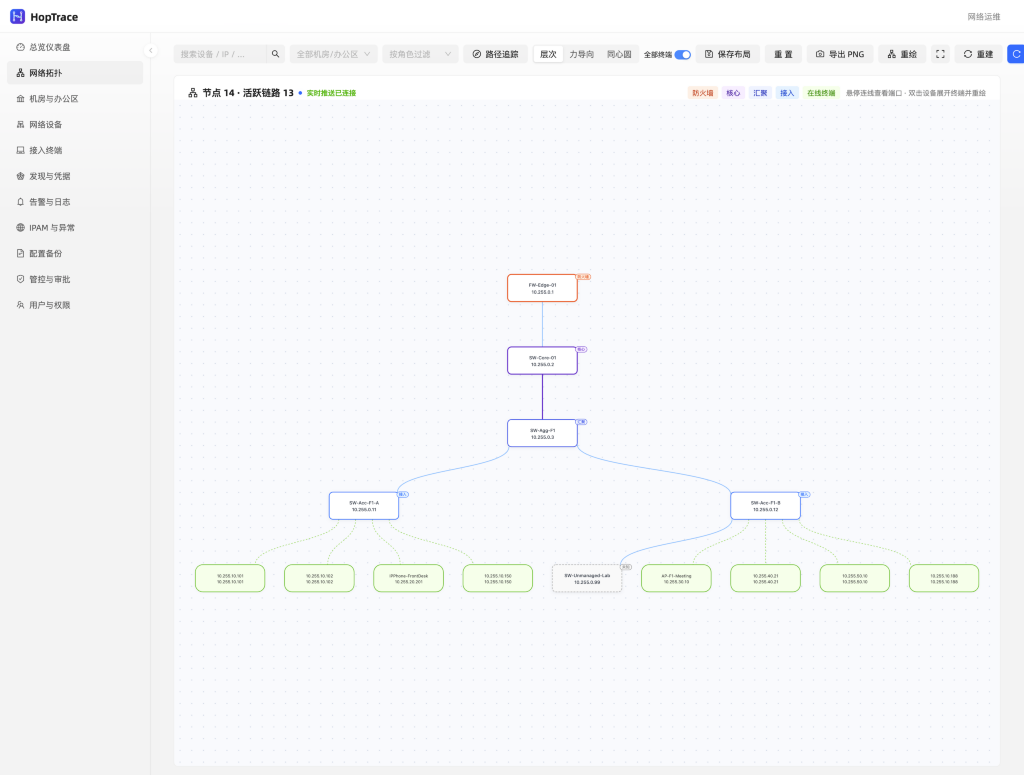 HopTrace
网络运维
总览仪表盘
网络拓扑
机房与办公区
网络设备
接入终端
发现与凭据
告警与日志
IPAM 与异常
配置备份
管控与审批
用户与权限
搜索设备 / IP / ...
全部机房/办公区
按角色过滤
路径追踪
层次
力导向
同心圆
全部终端
保存布局
重 置
导出 PNG
重绘
重建
节点 14 · 活跃链路 13
实时推送已连接
防火墙
核心
汇聚
接入
在线终端
悬停连线查看端口 · 双击设备展开终端并重绘
防火墙
FW-Edge-01
10.255.0.1
核心
SW-Core-01
10.255.0.2
汇聚
SW-Agg-F1
10.255.0.3
接入
SW-Acc-F1-A
10.255.0.11
接入
SW-Acc-F1-B
10.255.0.12
10.255.10.101
10.255.10.101
10.255.10.102
10.255.10.102
IPPhone-FrontDesk
10.255.20.201
10.255.10.150
10.255.10.150
SW-Unmanaged-Lab
10.255.0.99
AP-F1-Meeting
10.255.30.10
10.255.40.21
10.255.40.21
10.255.50.10
10.255.50.10
10.255.10.188
10.255.10.188